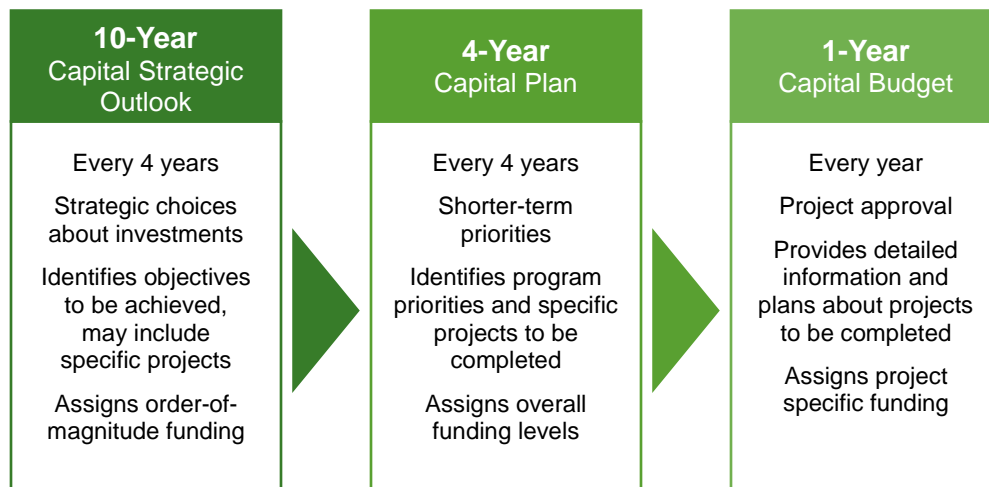 10-Year
Capital Strategic
Outlook
Every 4 years
Strategic choices
about investments
Identifies objectives
to be achieved,
may include
specific projects
Assigns order-of-
magnitude funding
4-Year
Capital Plan
Every 4 years
Shorter-term
priorities
Identifies program
priorities and specific
projects to be
completed
Assigns overall
funding levels
1-Year
Capital Budget
Every year
Project approval
Provides detailed
information and
plans about projects
to be completed
Assigns project
specific funding